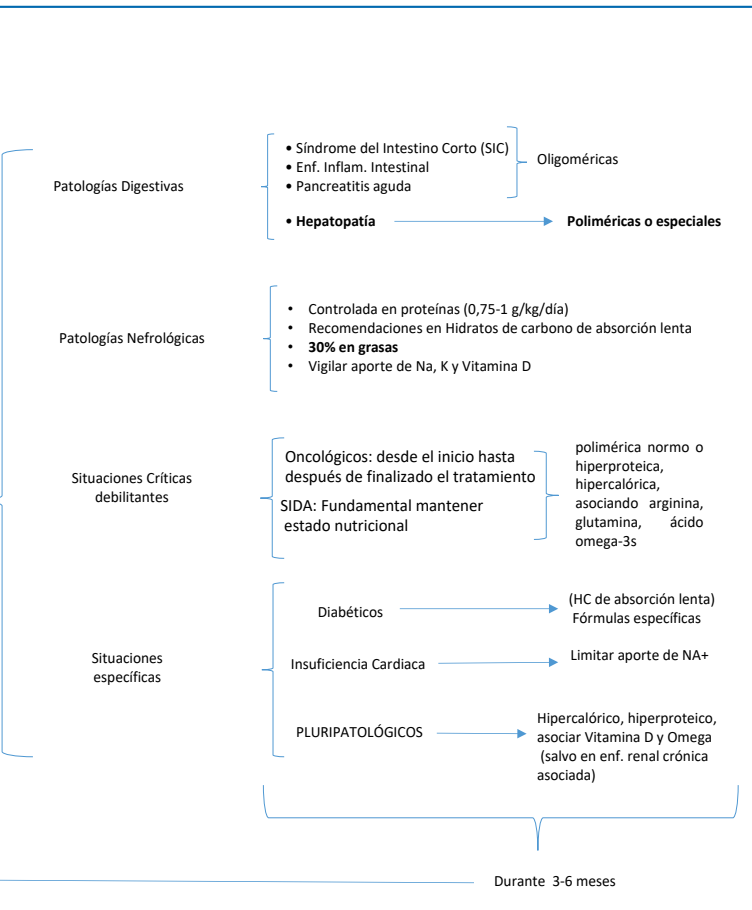 • Síndrome del Intestino Corto (SIC)
• Enf. Inflam. Intestinal
• Pancreatitis aguda
Oligoméricas
Patologías Digestivas
• Hepatopatía
Poliméricas o especiales
Patologías Nefrológicas
• Controlada en proteínas (0,75-1 g/kg/día)
• Recomendaciones en Hidratos de carbono de absorción lenta
• 30% en grasas
• Vigilar aporte de Na, K y Vitamina D
Situaciones Críticas
debilitantes
Oncológicos: desde el inicio hasta
después de finalizado el tratamiento
SIDA: Fundamental mantener
estado nutricional
polimérica normo o
hiperproteica,
hipercalórica,
asociando arginina,
glutamina, ácido
omega-3s
Situaciones
específicas
Diabéticos
(HC de absorción lenta)
Fórmulas específicas
Insuficiencia Cardiaca
Limitar aporte de NA+
PLURIPATOLÓGICOS
Hipercalórico, hiperproteico,
asociar Vitamina D y Omega
(salvo en enf. renal crónica
asociada)
Durante 3-6 meses